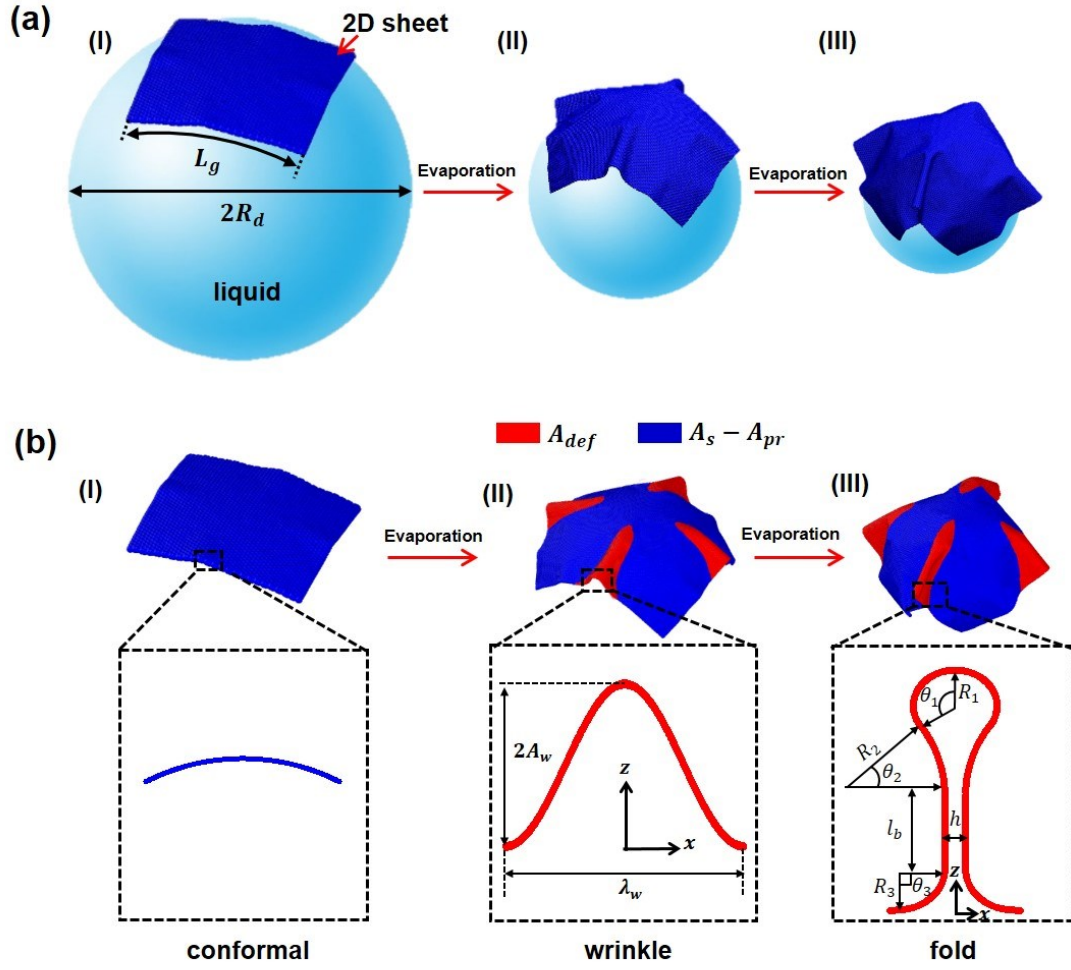 (a)
(I)
2D sheet
(II)
(III)
L_g
Evaporation
Evaporation
2R_d
liquid
(b)
A_def
A_s − A_pr
(I)
(II)
(III)
Evaporation
Evaporation
2A_w
z
x
λ_w
θ_1
R_1
R_2
θ_2
l_b
h
R_3
θ_3
z
x
conformal
wrinkle
fold